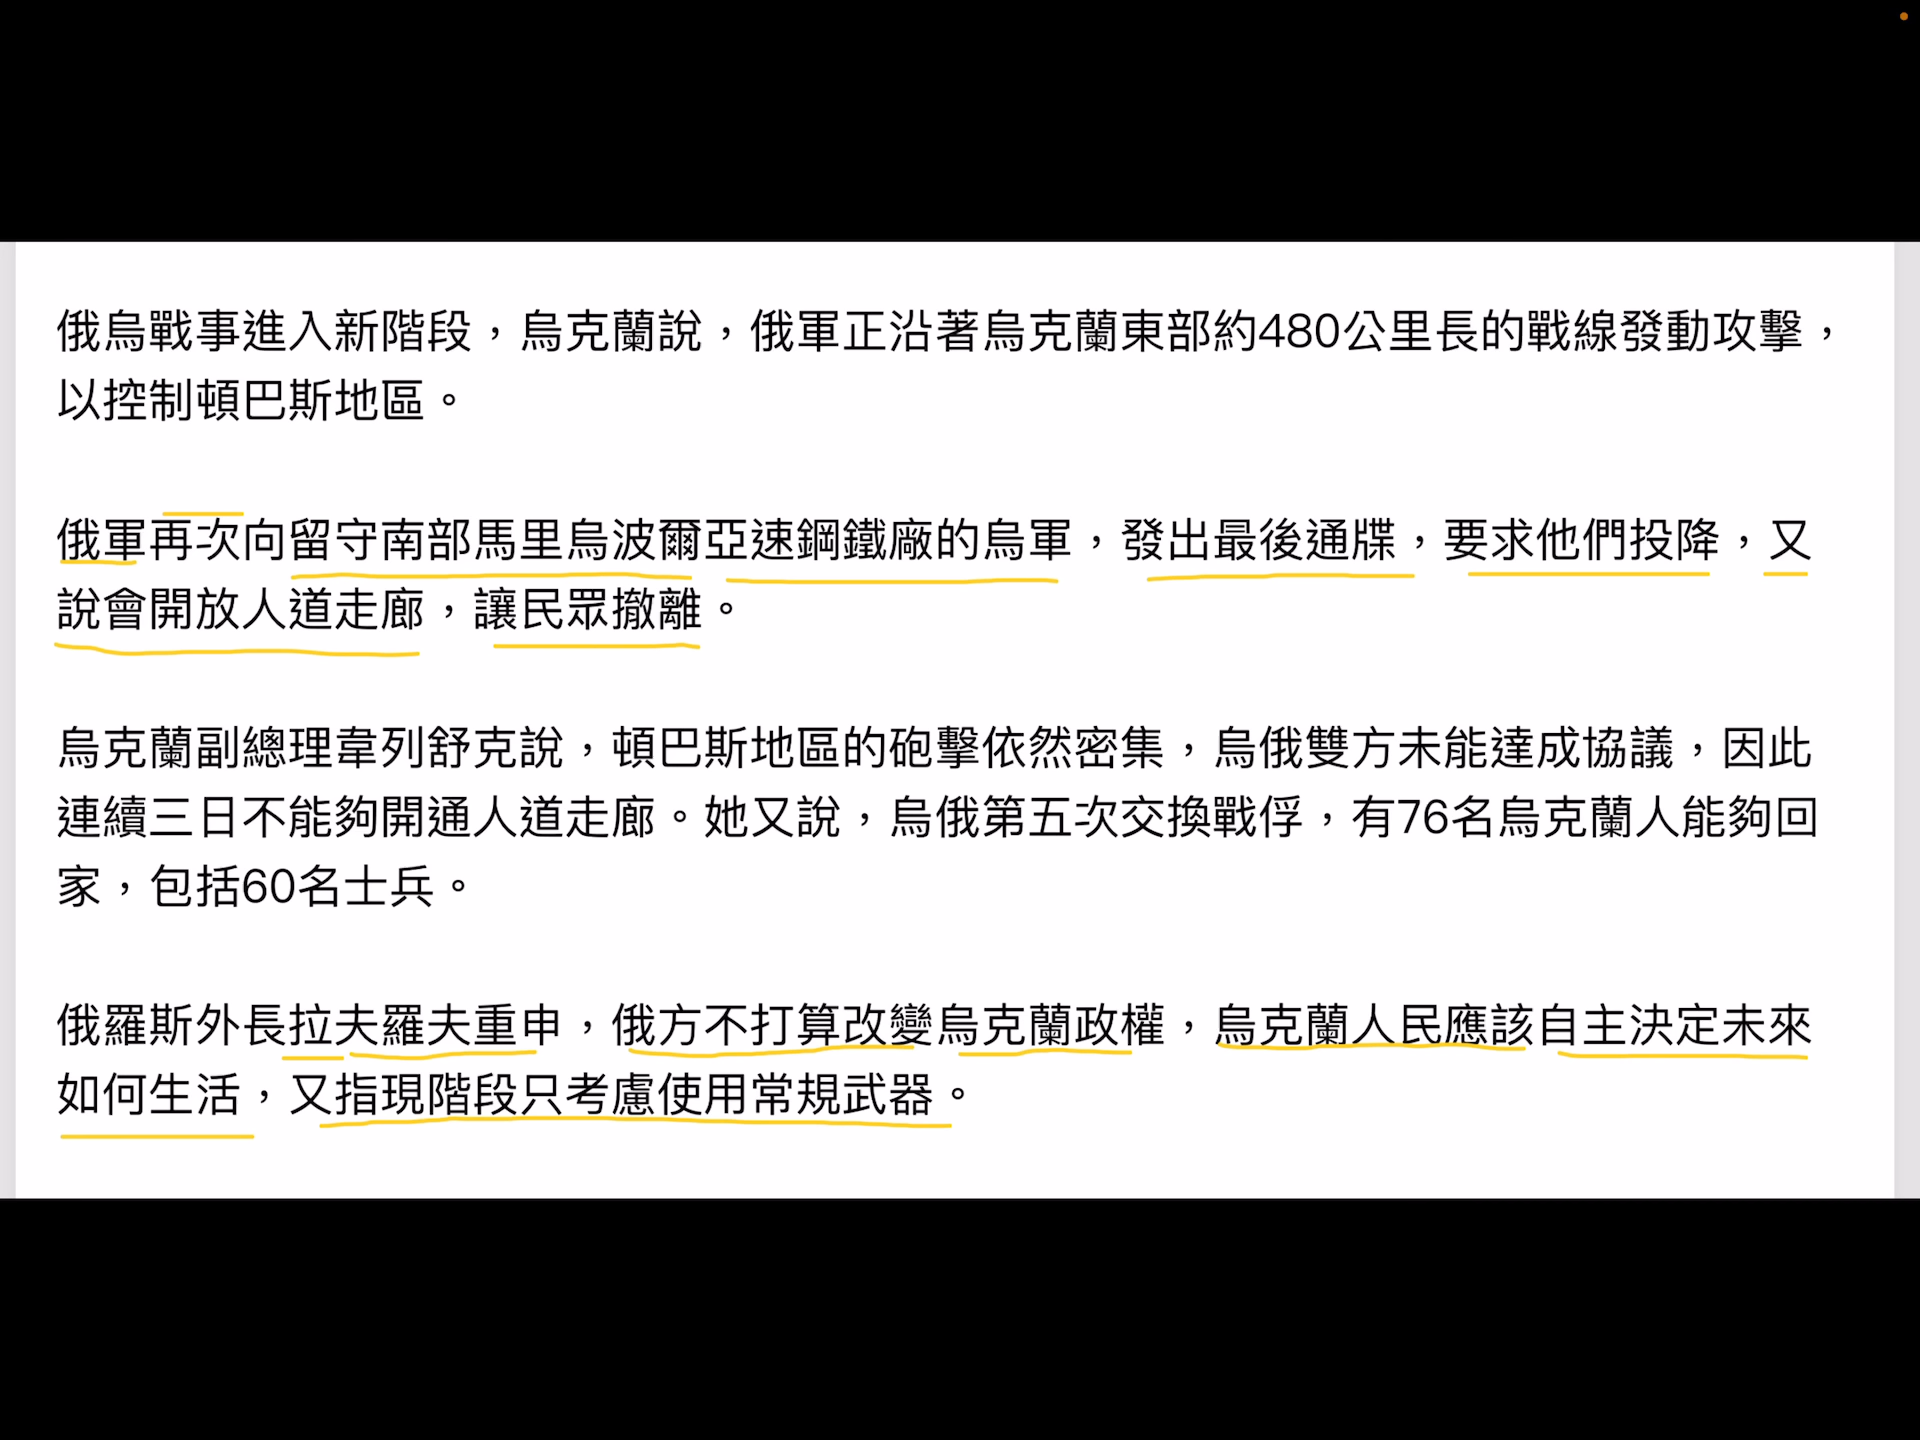 俄烏戰事進入新階段，烏克蘭說，俄軍正沿著烏克蘭東部約480公里長的戰線發動攻擊，
以控制頓巴斯地區。
俄軍再次向留守南部馬里烏波爾亞速鋼鐵廠的烏軍，發出最後通牒，要求他們投降，又
說會開放人道走廊，讓民眾撤離。
烏克蘭副總理韋列舒克說，頓巴斯地區的砲擊依然密集，烏俄雙方未能達成協議，因此
連續三日不能夠開通人道走廊。她又說，烏俄第五次交換戰俘，有76名烏克蘭人能夠回
家，包括60名士兵。
俄羅斯外長拉夫羅夫重申，俄方不打算改變烏克蘭政權，烏克蘭人民應該自主決定未來
如何生活，又指現階段只考慮使用常規武器。